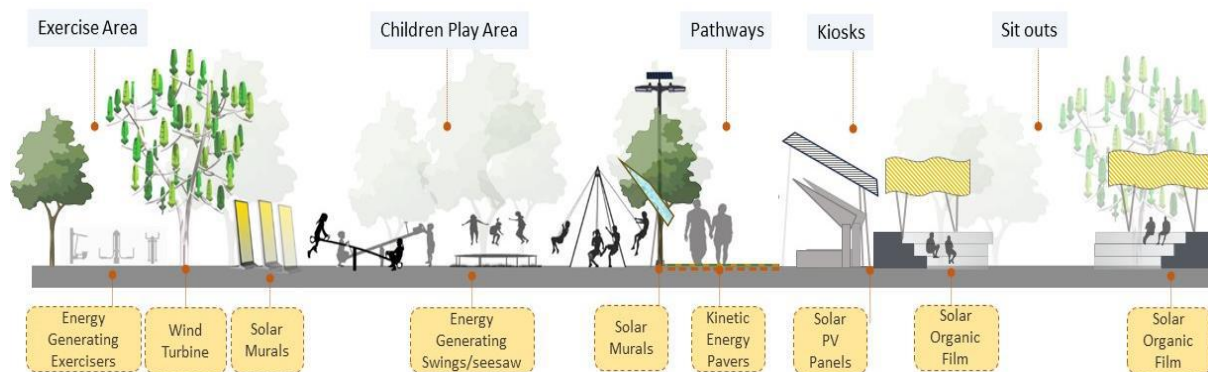 Exercise Area
Children Play Area
Pathways
Kiosks
Sit outs
Energy
Generating
Exercisers
Wind
Turbine
Solar
Murals
Energy
Generating
Swings/seesaw
Solar
Murals
Kinetic
Energy
Pavers
Solar
PV
Panels
Solar
Organic
Film
Solar
Organic
Film